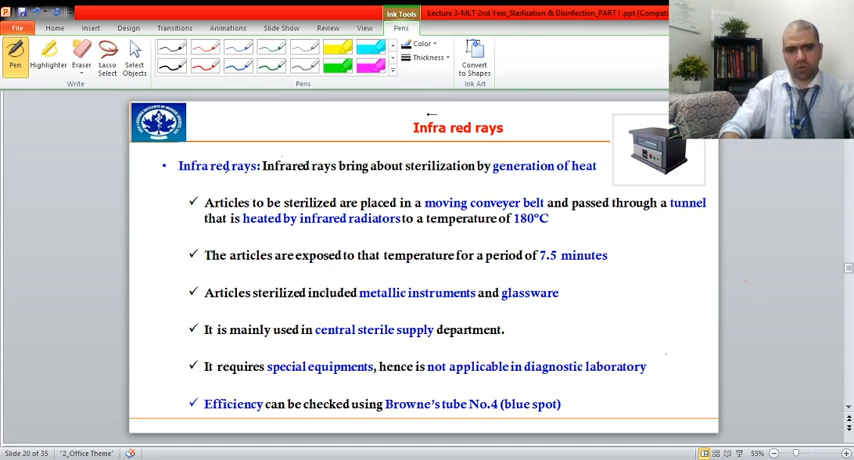 Ink Tools
Lecture 3-MLT 2nd Year_Sterlization & Disinfection_PART I .ppt [Compati
File
Home
Insert
Design
Transitions
Animations
Slide Show
Review
View
Pens
Pen
Highlighter
Eraser
Lasso Select
Select Objects
Color
Thickness
Convert to Shapes
Write
Pens
Ink Art
Infra red rays
• Infra red rays: Infrared rays bring about sterilization by generation of heat
✓ Articles to be sterilized are placed in a moving conveyer belt and passed through a tunnel
that is heated by infrared radiators to a temperature of 180°C
✓ The articles are exposed to that temperature for a period of 7.5 minutes
✓ Articles sterilized included metallic instruments and glassware
✓ It is mainly used in central sterile supply department.
✓ It requires special equipments, hence is not applicable in diagnostic laboratory
✓ Efficiency can be checked using Browne's tube No.4 (blue spot)
Slide 20 of 35
"2_Office Theme"
55%